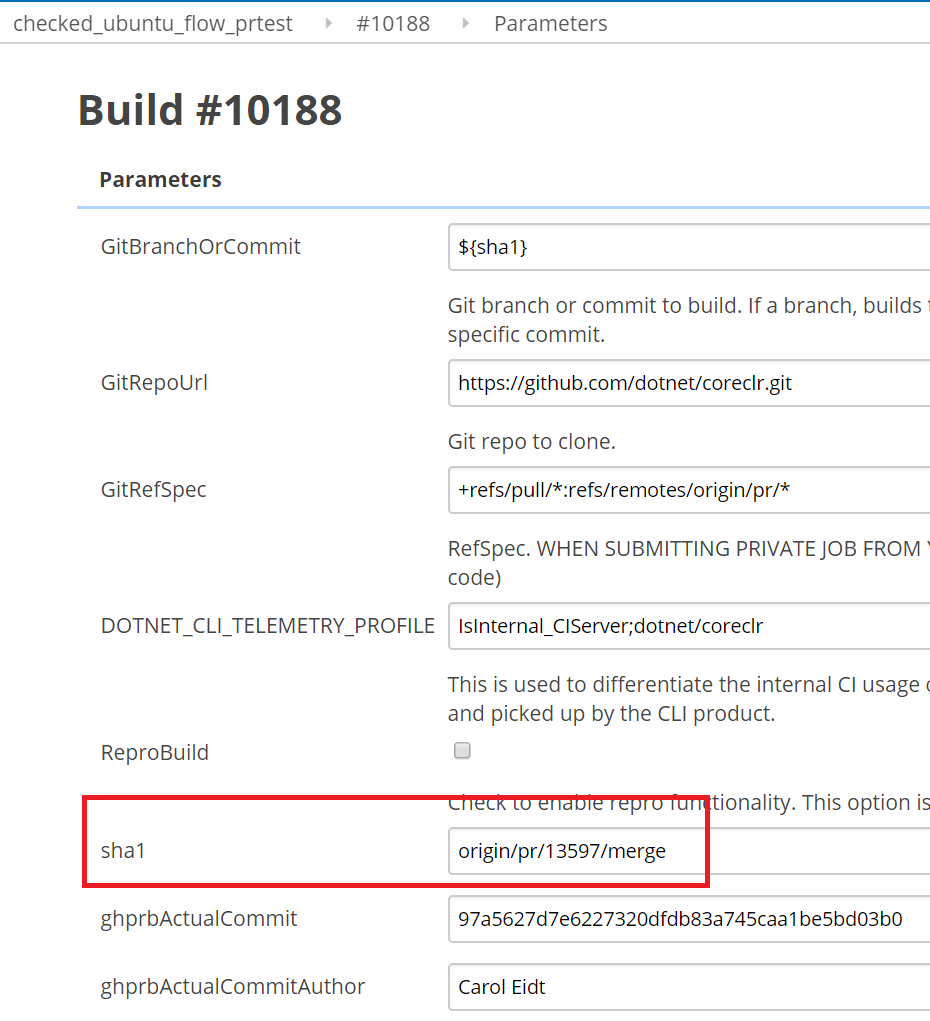 checked_ubuntu_flow_prtest #10188 Parameters
Build #10188
Parameters
GitBranchOrCommit ${sha1}
Git branch or commit to build. If a branch, builds
specific commit.
GitRepoUrl https://github.com/dotnet/coreclr.git
Git repo to clone.
GitRefSpec +refs/pull/*:refs/remotes/origin/pr/*
RefSpec. WHEN SUBMITTING PRIVATE JOB FROM
code)
DOTNET_CLI_TELEMETRY_PROFILE IsInternal_CIServer;dotnet/coreclr
This is used to differentiate the internal CI usage
and picked up by the CLI product.
ReproBuild
Check to enable repro functionality. This option is
sha1 origin/pr/13597/merge
ghprbActualCommit 97a5627d7e6227320dfdb83a745caa1be5bd03b0
ghprbActualCommitAuthor Carol Eidt